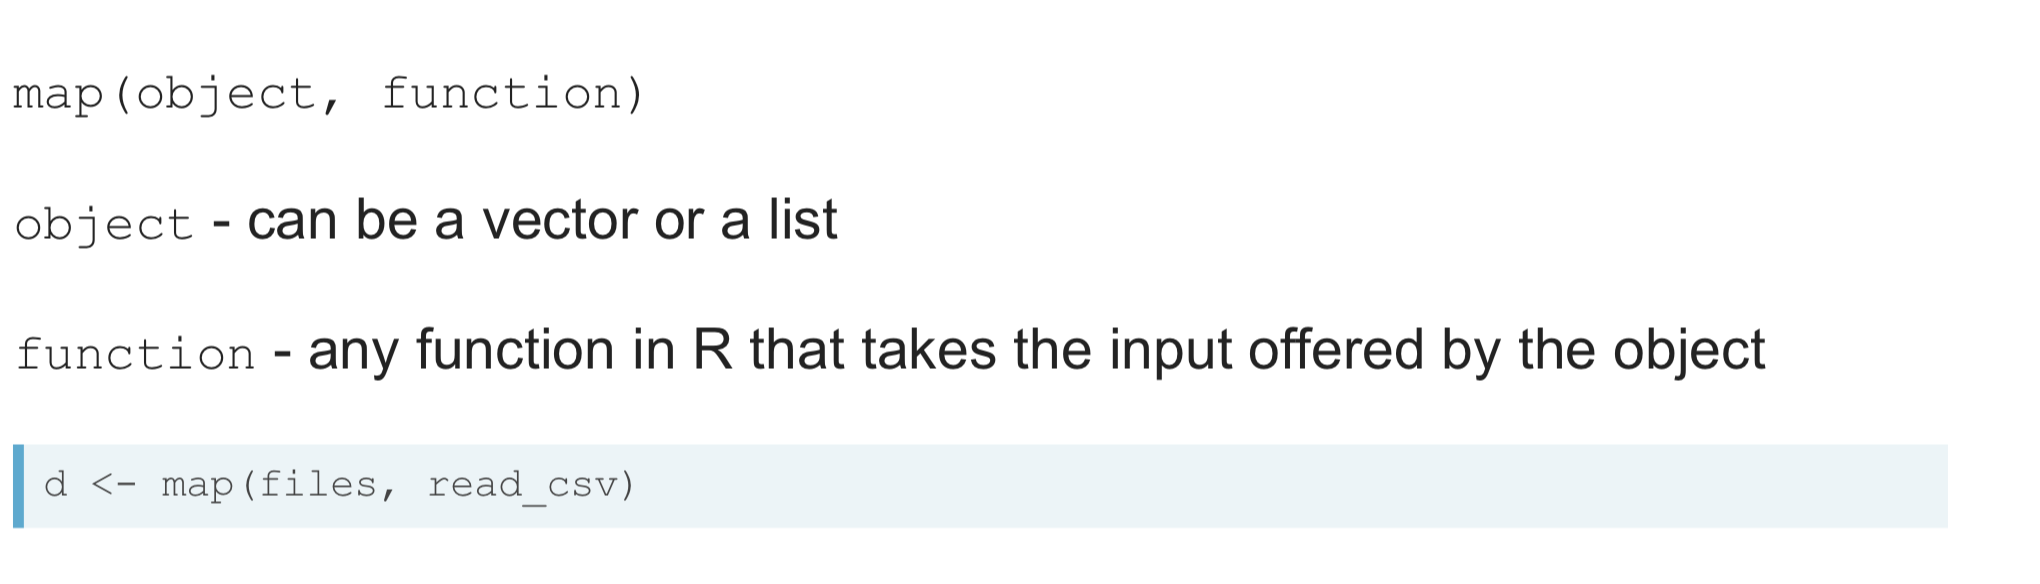 map(object, function)
object - can be a vector or a list
function - any function in R that takes the input offered by the object
d <- map(files, read_csv)